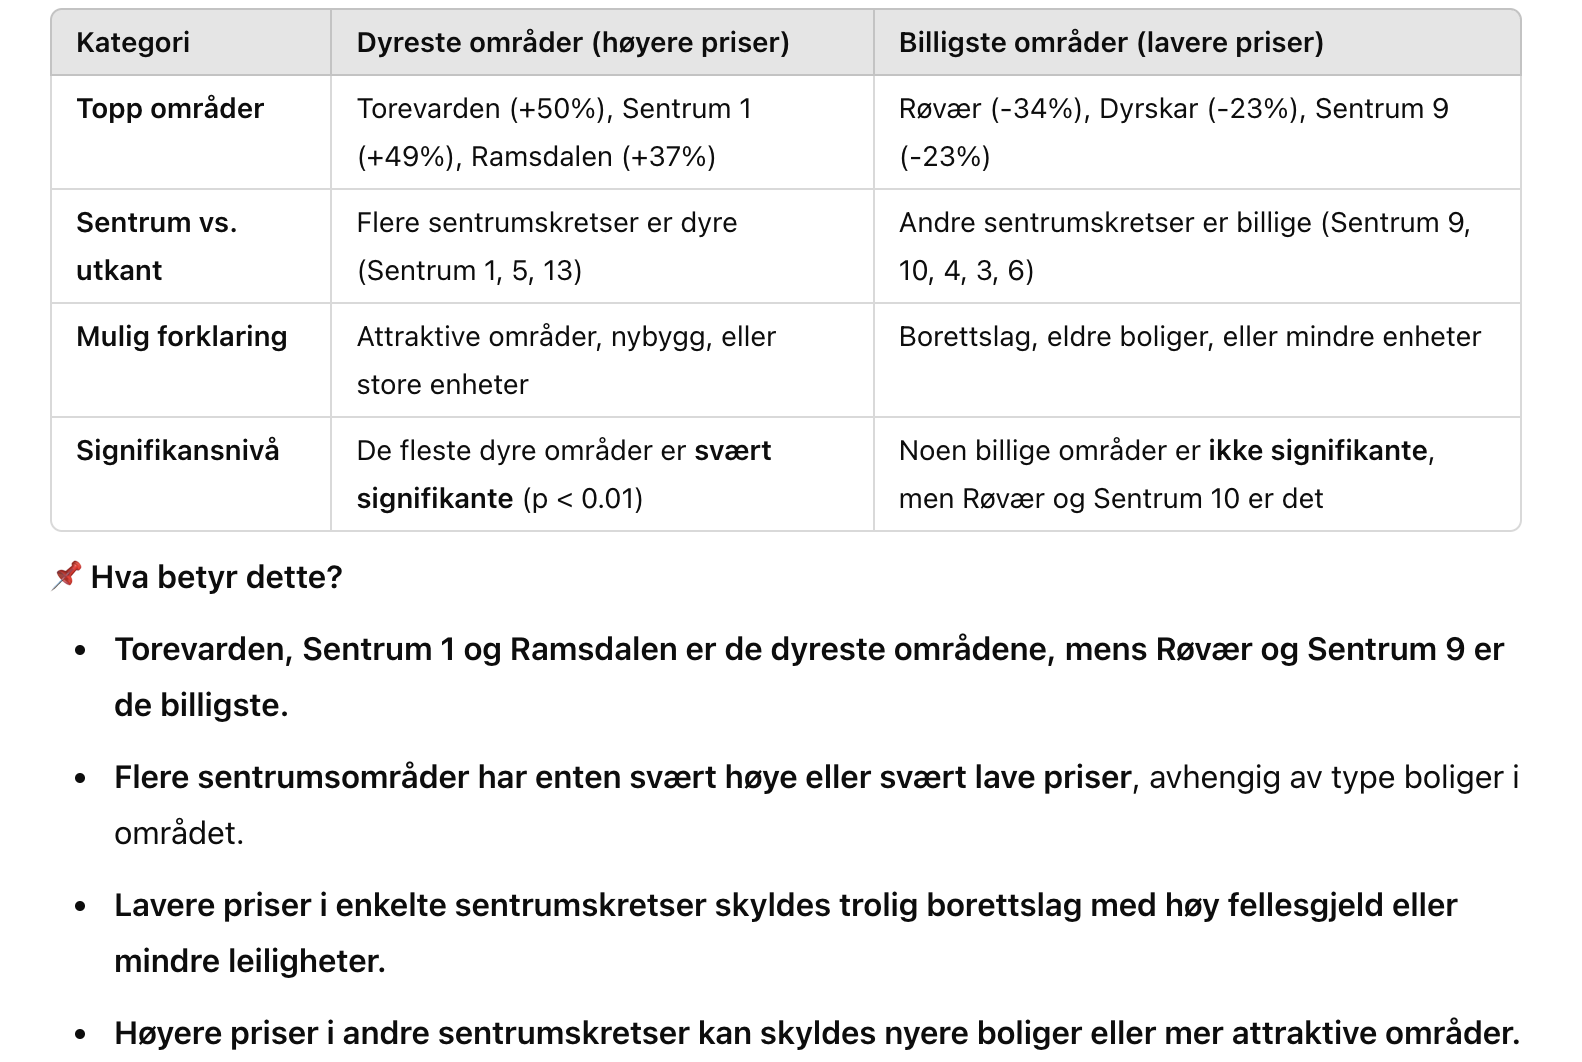 Kategori
Dyreste områder (høyere priser)
Billigste områder (lavere priser)
Topp områder
Torevarden (+50%), Sentrum 1
(+49%), Ramsdalen (+37%)
Røvær (-34%), Dyrskar (-23%), Sentrum 9
(-23%)
Sentrum vs.
utkant
Flere sentrumskretser er dyre
(Sentrum 1, 5, 13)
Andre sentrumskretser er billige (Sentrum 9,
10, 4, 3, 6)
Mulig forklaring
Attraktive områder, nybygg, eller
store enheter
Borettslag, eldre boliger, eller mindre enheter
Signifikansnivå
De fleste dyre områder er svært
signifikante (p < 0.01)
Noen billige områder er ikke signifikante,
men Røvær og Sentrum 10 er det
📌 Hva betyr dette?
• Torevarden, Sentrum 1 og Ramsdalen er de dyreste områdene, mens Røvær og Sentrum 9 er
de billigste.
• Flere sentrumsområder har enten svært høye eller svært lave priser, avhengig av type boliger i
området.
• Lavere priser i enkelte sentrumskretser skyldes trolig borettslag med høy fellesgjeld eller
mindre leiligheter.
• Høyere priser i andre sentrumskretser kan skyldes nyere boliger eller mer attraktive områder.